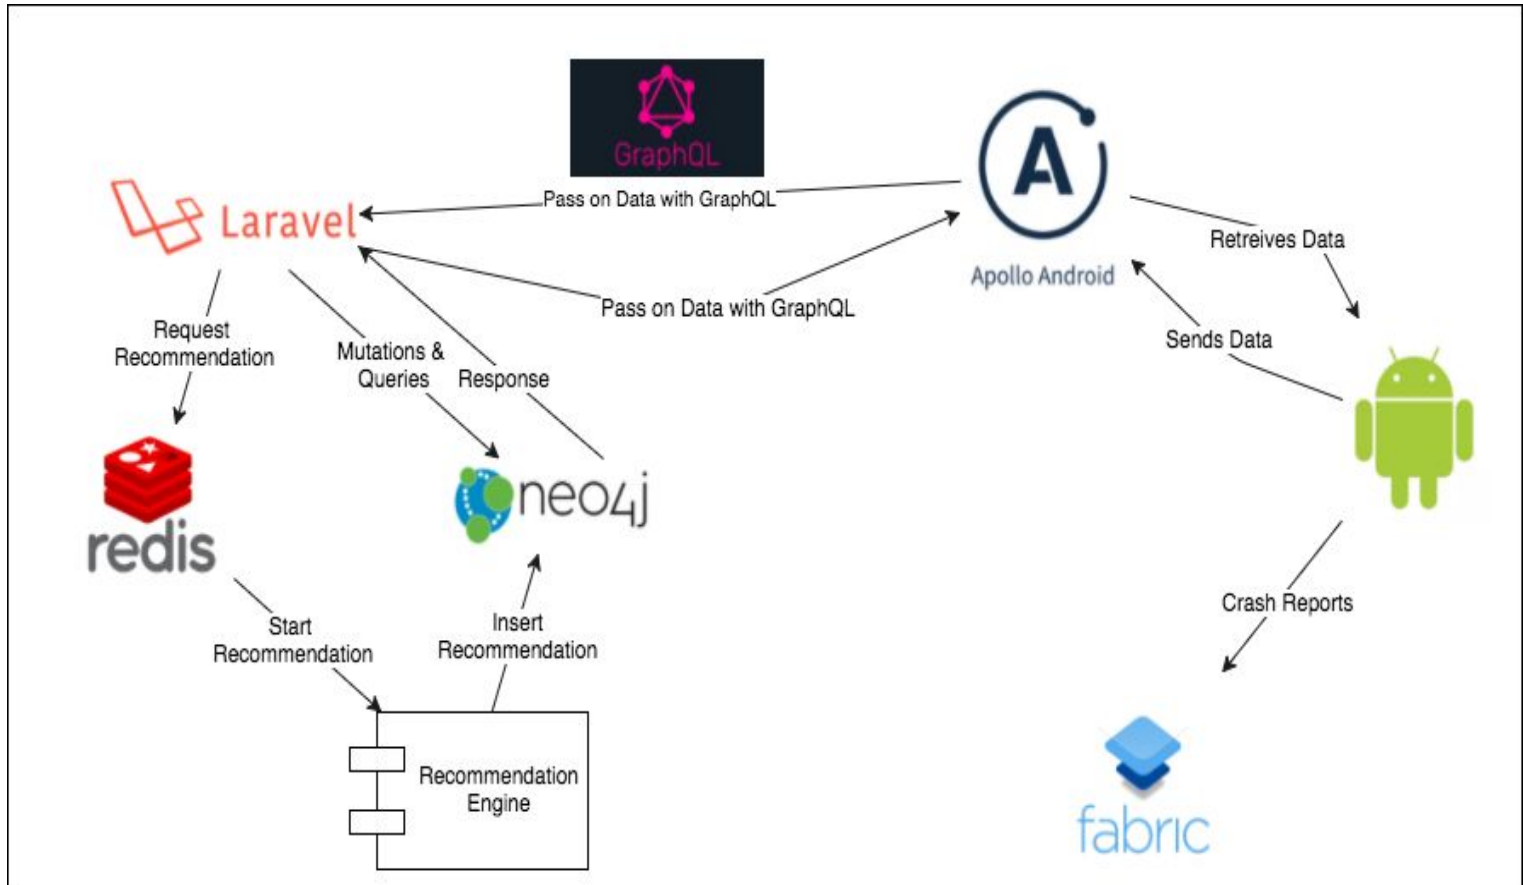 GraphQL
Pass on Data with GraphQL
Laravel
Apollo Android
Retreives Data
Pass on Data with GraphQL
Request
Recommendation
Mutations &
Queries
Response
Sends Data
redis
neo4j
Start
Recommendation
Insert
Recommendation
Crash Reports
Recommendation
Engine
fabric